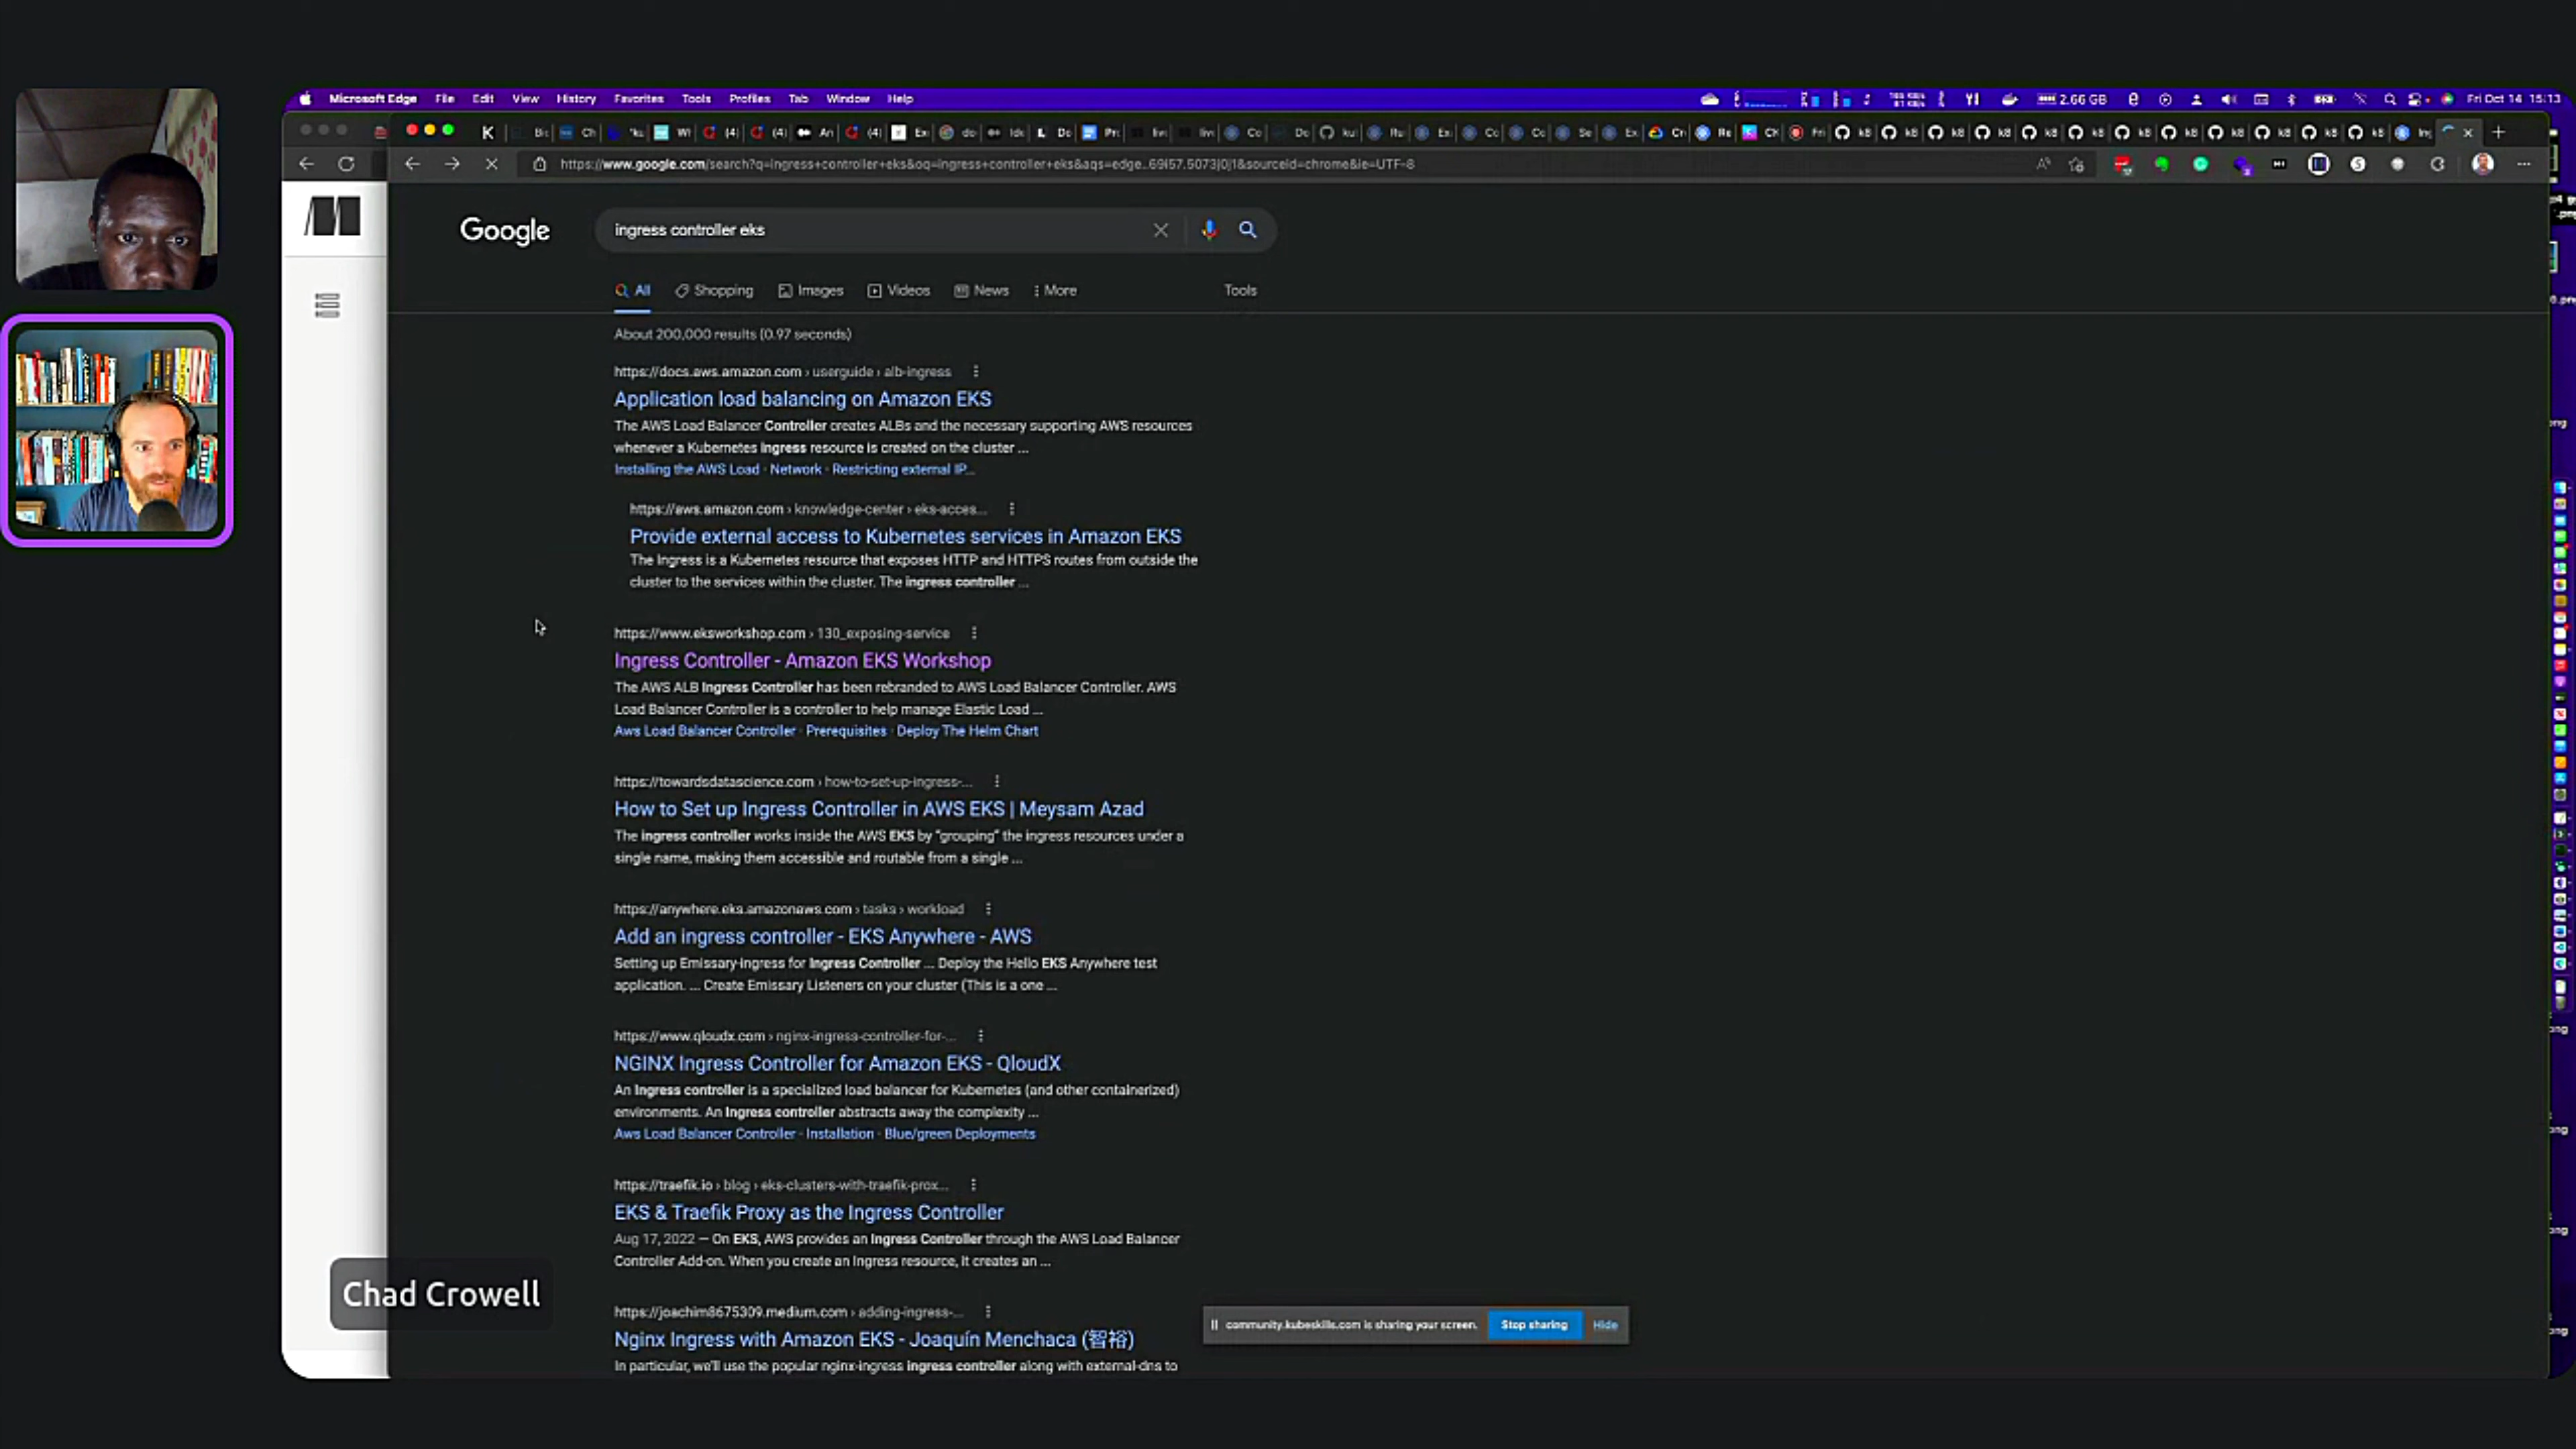 Microsoft Edge File Edit View History Favorites Tools Profiles Tab Window Help
2.66 GB
Fri Oct 14 15:13
https://www.google.com/search?q=ingress+controller+eks&oq=ingress+controller+eks&aqs=edge..69i57.5073j0j1&sourceid=chrome&ie=UTF-8
Google
ingress controller eks
All Shopping Images Videos News More Tools
About 200,000 results (0.97 seconds)
https://docs.aws.amazon.com › userguide › alb-ingress
Application load balancing on Amazon EKS
The AWS Load Balancer Controller creates ALBs and the necessary supporting AWS resources
whenever a Kubernetes Ingress resource is created on the cluster ...
Installing the AWS Load · Network · Restricting external IP...
https://aws.amazon.com › knowledge-center › eks-acces...
Provide external access to Kubernetes services in Amazon EKS
The Ingress is a Kubernetes resource that exposes HTTP and HTTPS routes from outside the
cluster to the services within the cluster. The ingress controller ...
https://www.eksworkshop.com › 130_exposing-service
Ingress Controller - Amazon EKS Workshop
The AWS ALB Ingress Controller has been rebranded to AWS Load Balancer Controller. AWS
Load Balancer Controller is a controller to help manage Elastic Load ...
Aws Load Balancer Controller · Prerequisites · Deploy The Helm Chart
https://towardsdatascience.com › how-to-set-up-ingress-...
How to Set up Ingress Controller in AWS EKS | Meysam Azad
The ingress controller works inside the AWS EKS by "grouping" the ingress resources under a
single name, making them accessible and routable from a single ...
https://anywhere.eks.amazonaws.com › tasks › workload
Add an ingress controller - EKS Anywhere - AWS
Setting up Emissary-ingress for Ingress Controller ... Deploy the Hello EKS Anywhere test
application. ... Create Emissary Listeners on your cluster (This is a one ...
https://www.qloudx.com › nginx-ingress-controller-for-...
NGINX Ingress Controller for Amazon EKS - QloudX
An Ingress controller is a specialized load balancer for Kubernetes (and other containerized)
environments. An Ingress controller abstracts away the complexity ...
Aws Load Balancer Controller · Installation · Blue/green Deployments
https://traefik.io › blog › eks-clusters-with-traefik-prox...
EKS & Traefik Proxy as the Ingress Controller
Aug 17, 2022 — On EKS, AWS provides an Ingress Controller through the AWS Load Balancer
Controller Add-on. When you create an Ingress resource, it creates an ...
https://joachim8675309.medium.com › adding-ingress-...
Nginx Ingress with Amazon EKS - Joaquín Menchaca (智裕)
In particular, we'll use the popular nginx-ingress ingress controller along with external-dns to
Chad Crowell
community.kubeskills.com is sharing your screen. Stop sharing Hide